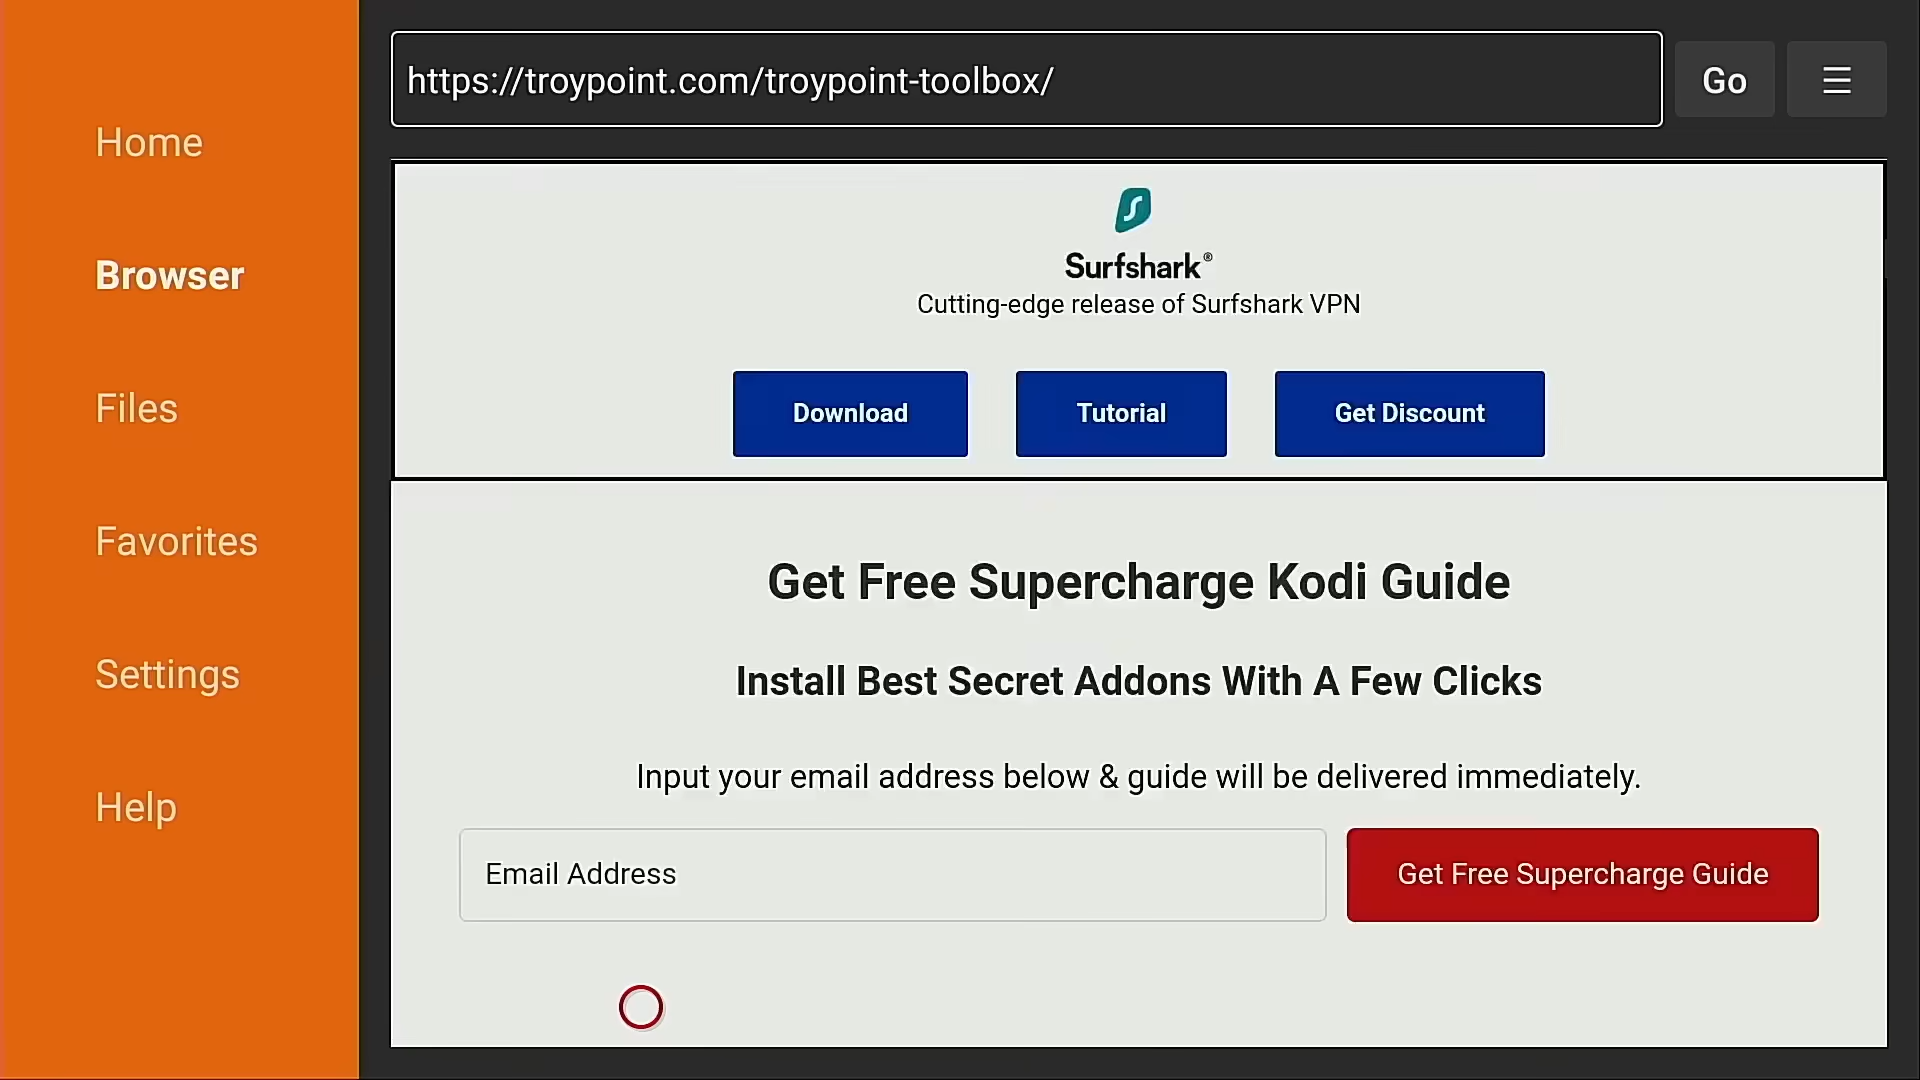 Home
Browser
Files
Favorites
Settings
Help
https://troypoint.com/troypoint-toolbox/
Go
Surfshark®
Cutting-edge release of Surfshark VPN
Download
Tutorial
Get Discount
Get Free Supercharge Kodi Guide
Install Best Secret Addons With A Few Clicks
Input your email address below & guide will be delivered immediately.
Email Address
Get Free Supercharge Guide